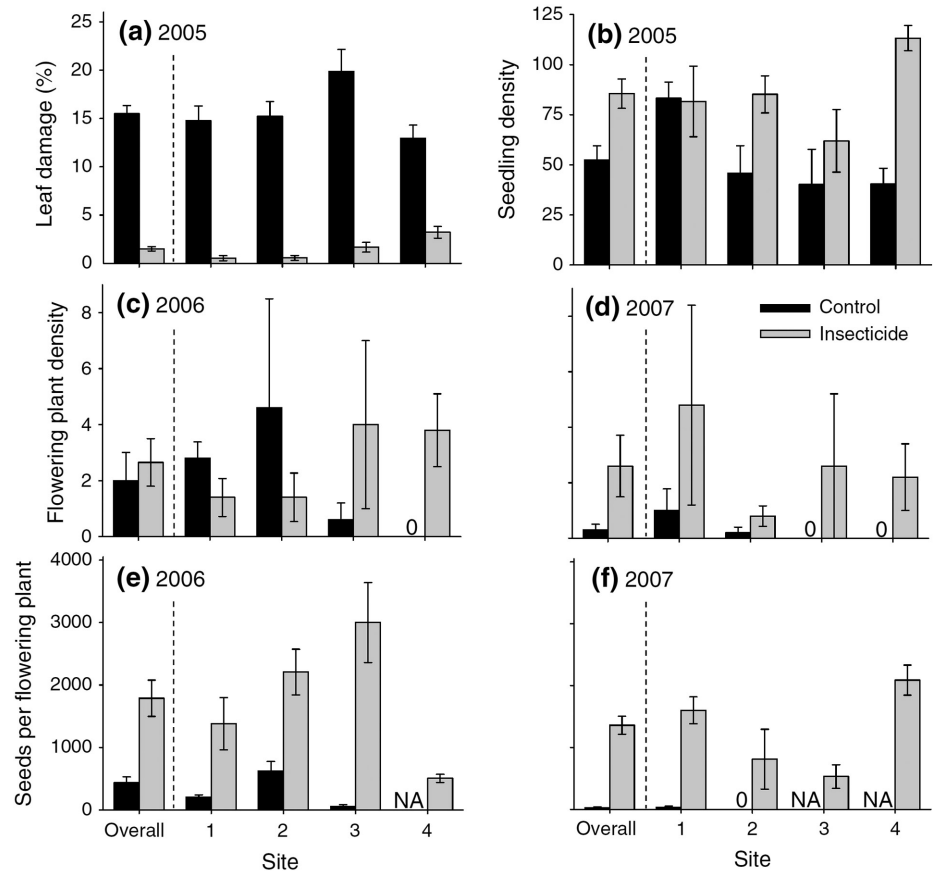 (a) 2005
Leaf damage (%)
25
20
15
10
5
0
(b) 2005
Seedling density
125
100
75
50
25
0
(c) 2006
Flowering plant density
8
6
4
2
0
0
(d) 2007
Control
Insecticide
0
0
(e) 2006
Seeds per flowering plant
4000
3000
2000
1000
0
NA
Overall 1 2 3 4
Site
(f) 2007
0 NA NA
Overall 1 2 3 4
Site